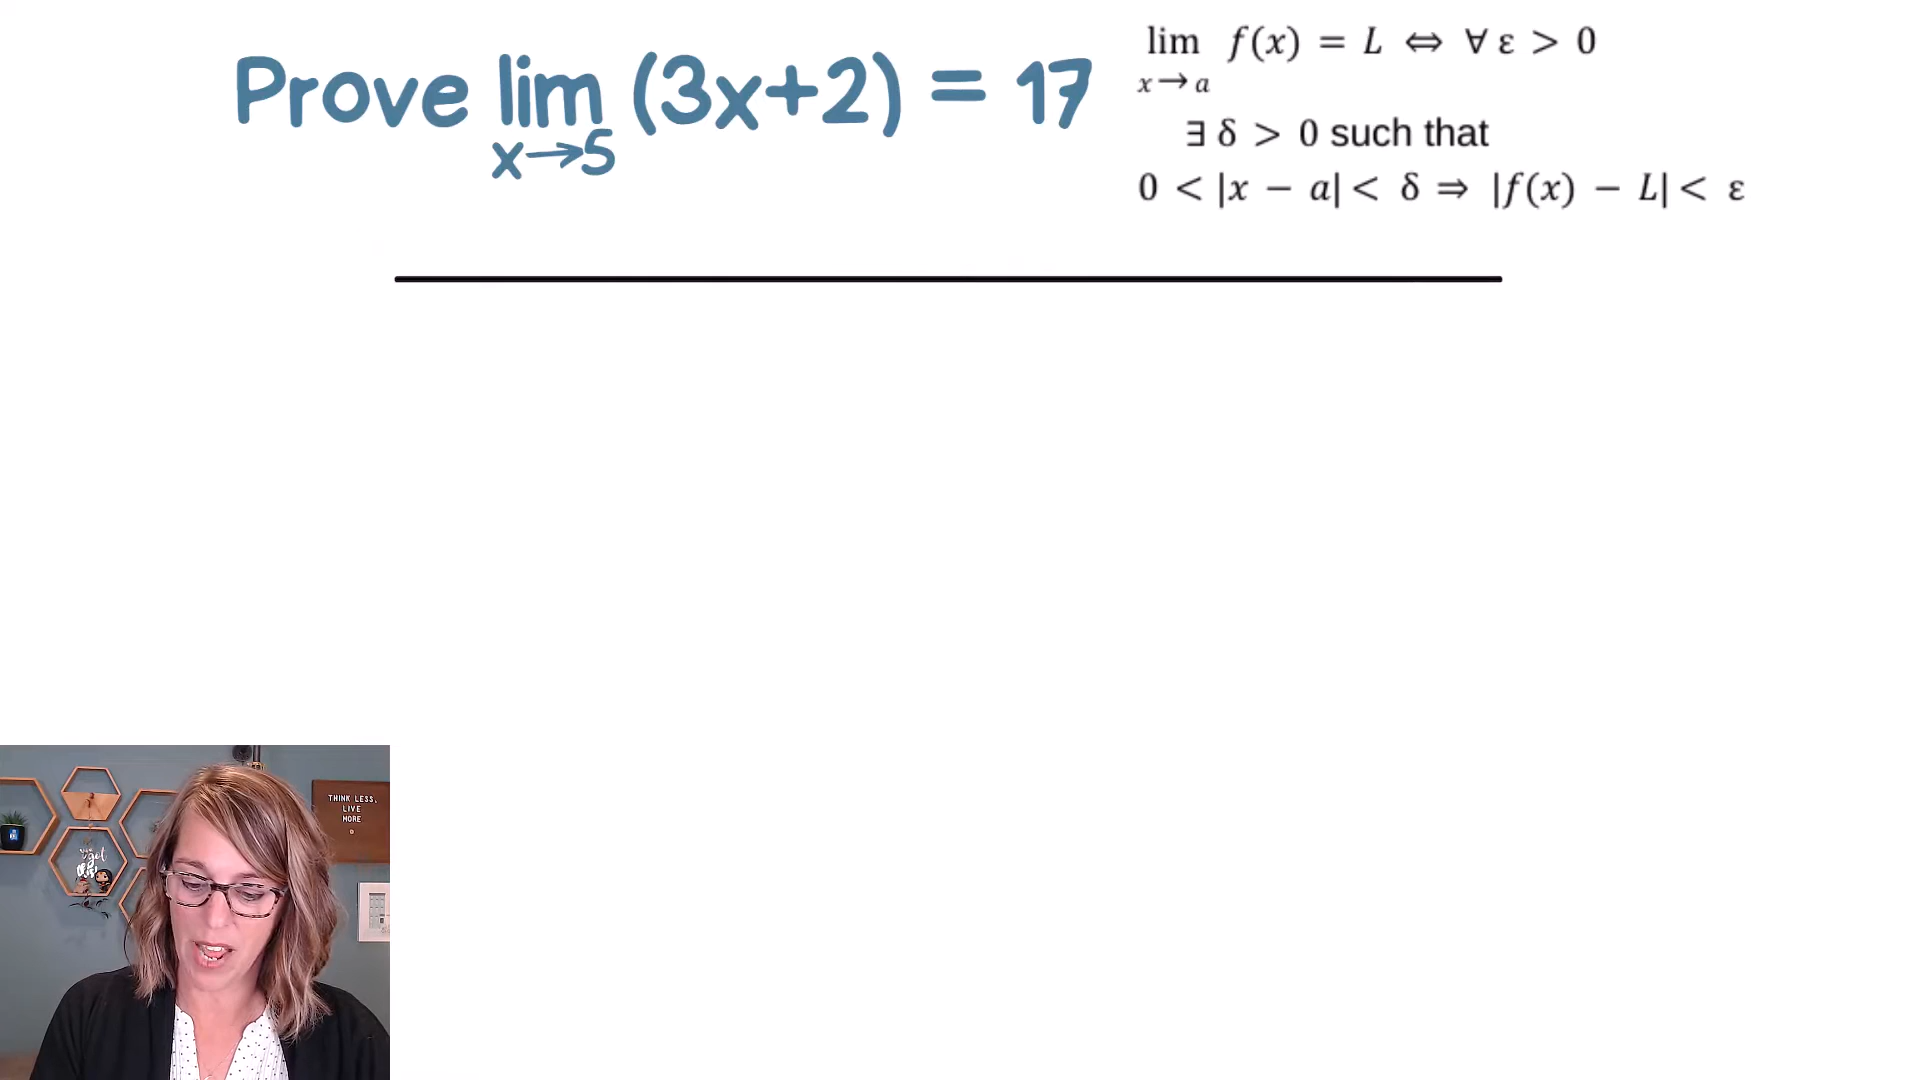 Prove lim (3x+2) = 17
x→5
lim f(x) = L ⇔ ∀ ε > 0
x→a
∃ δ > 0 such that
0 < |x − a| < δ ⇒ |f(x) − L| < ε
THINK LESS,
LIVE
MORE